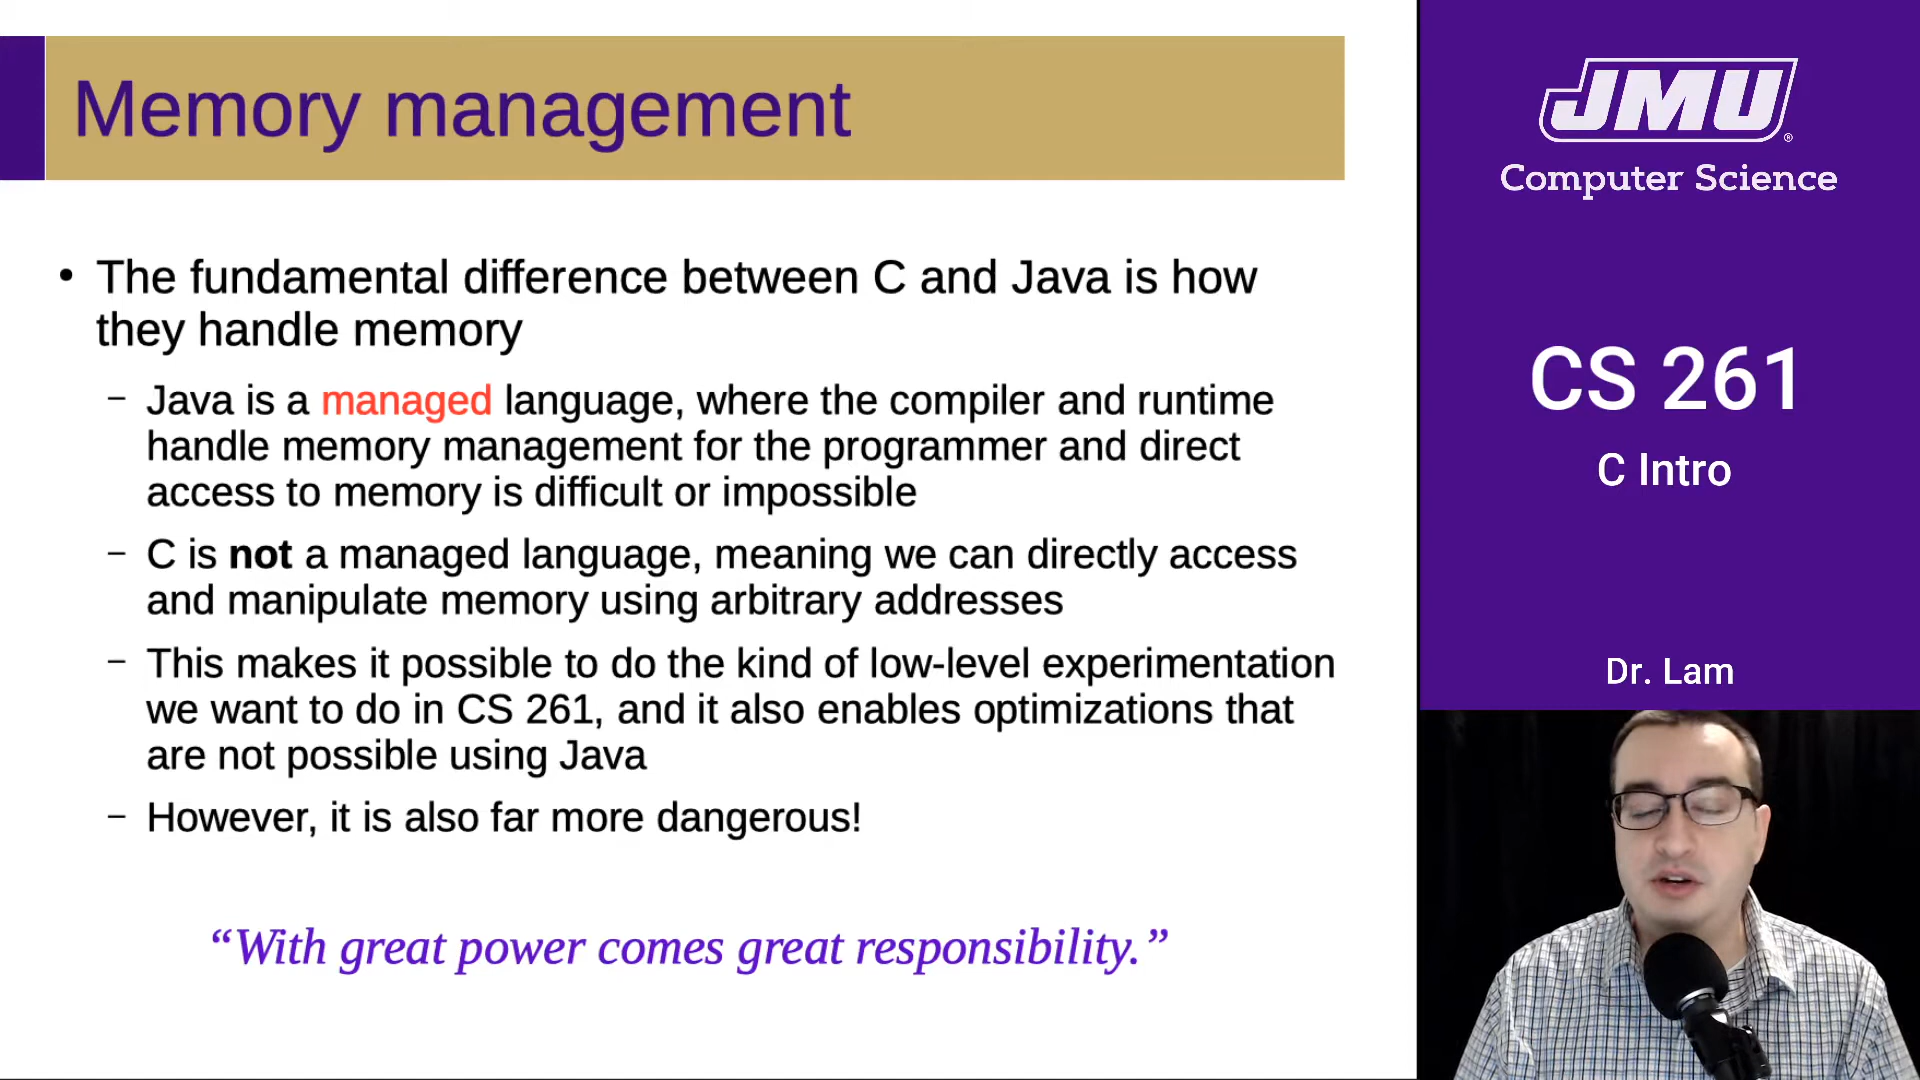 Memory management
• The fundamental difference between C and Java is how
they handle memory
– Java is a managed language, where the compiler and runtime
handle memory management for the programmer and direct
access to memory is difficult or impossible
– C is not a managed language, meaning we can directly access
and manipulate memory using arbitrary addresses
– This makes it possible to do the kind of low-level experimentation
we want to do in CS 261, and it also enables optimizations that
are not possible using Java
– However, it is also far more dangerous!
“With great power comes great responsibility.”
JMU®
Computer Science
CS 261
C Intro
Dr. Lam